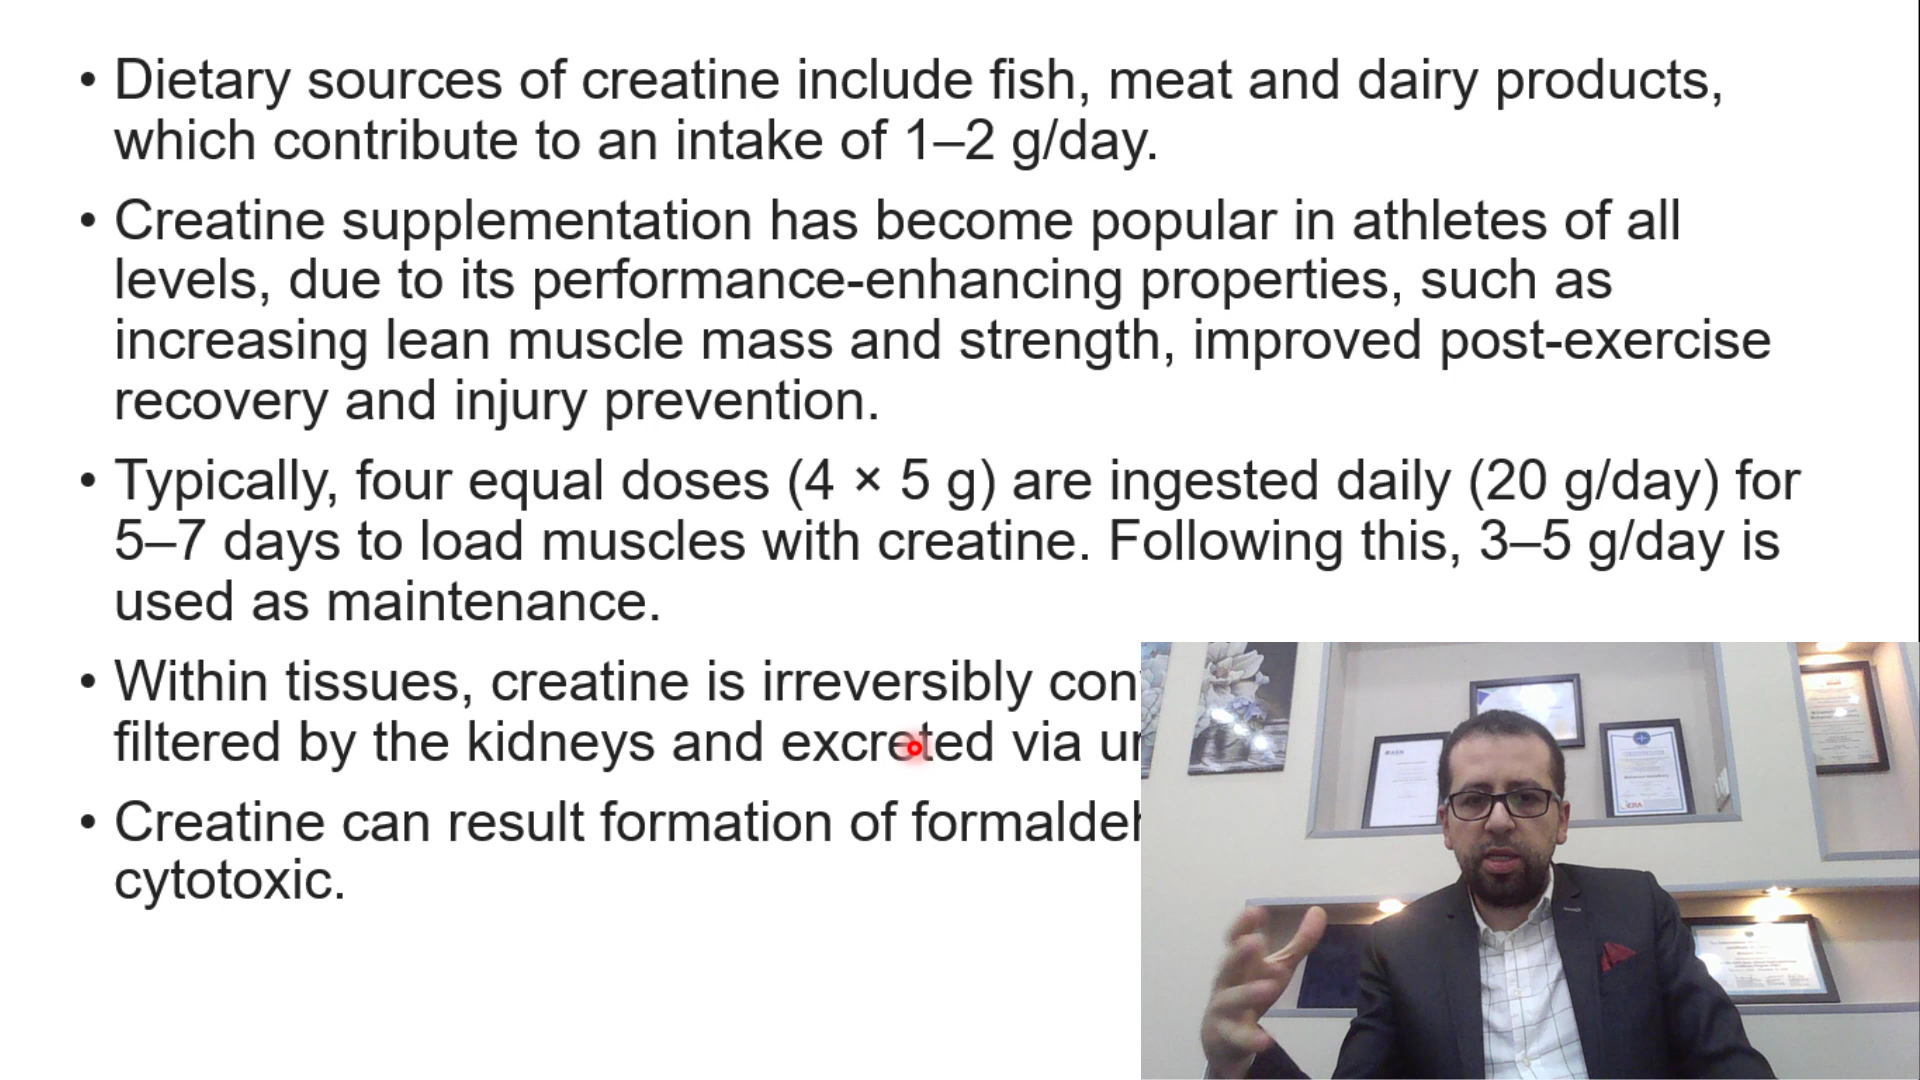 • Dietary sources of creatine include fish, meat and dairy products,
which contribute to an intake of 1–2 g/day.
• Creatine supplementation has become popular in athletes of all
levels, due to its performance-enhancing properties, such as
increasing lean muscle mass and strength, improved post-exercise
recovery and injury prevention.
• Typically, four equal doses (4 × 5 g) are ingested daily (20 g/day) for
5–7 days to load muscles with creatine. Following this, 3–5 g/day is
used as maintenance.
• Within tissues, creatine is irreversibly
filtered by the kidneys and excreted via
• Creatine can result formation of
cytotoxic.
ERA